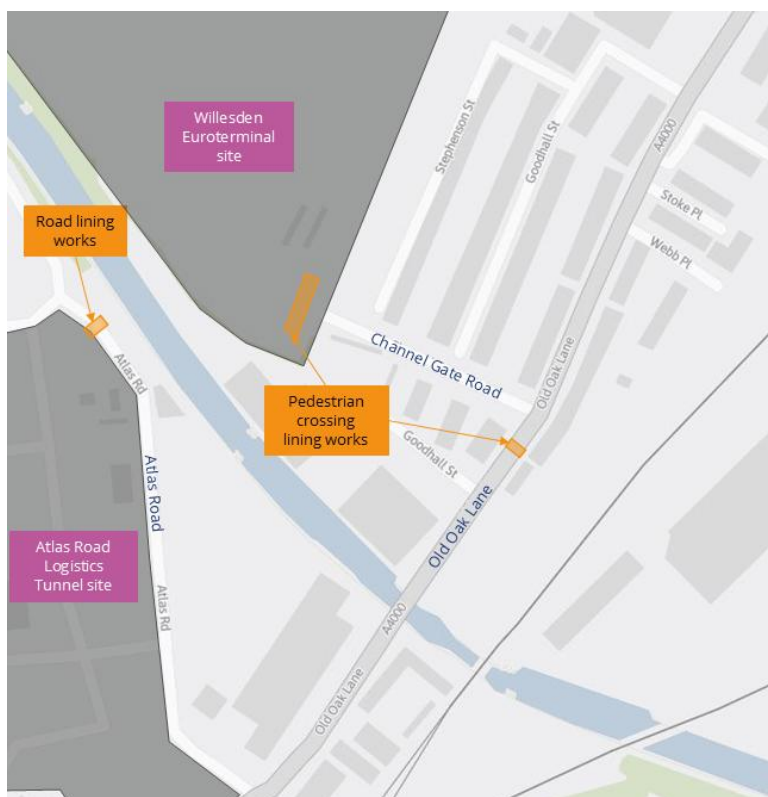 Willesden
Euroterminal
site
Stephenson St
Goodhall St
A4000
Stoke Pl
Webb Pl
Road lining
works
Channel Gate Road
Old Oak Lane
Atlas Rd
Pedestrian
crossing
lining works
Goodhall St
Atlas Road
Old Oak Lane
Atlas Road
Logistics
Tunnel site
Atlas Rd
A4000
Old Oak Lane